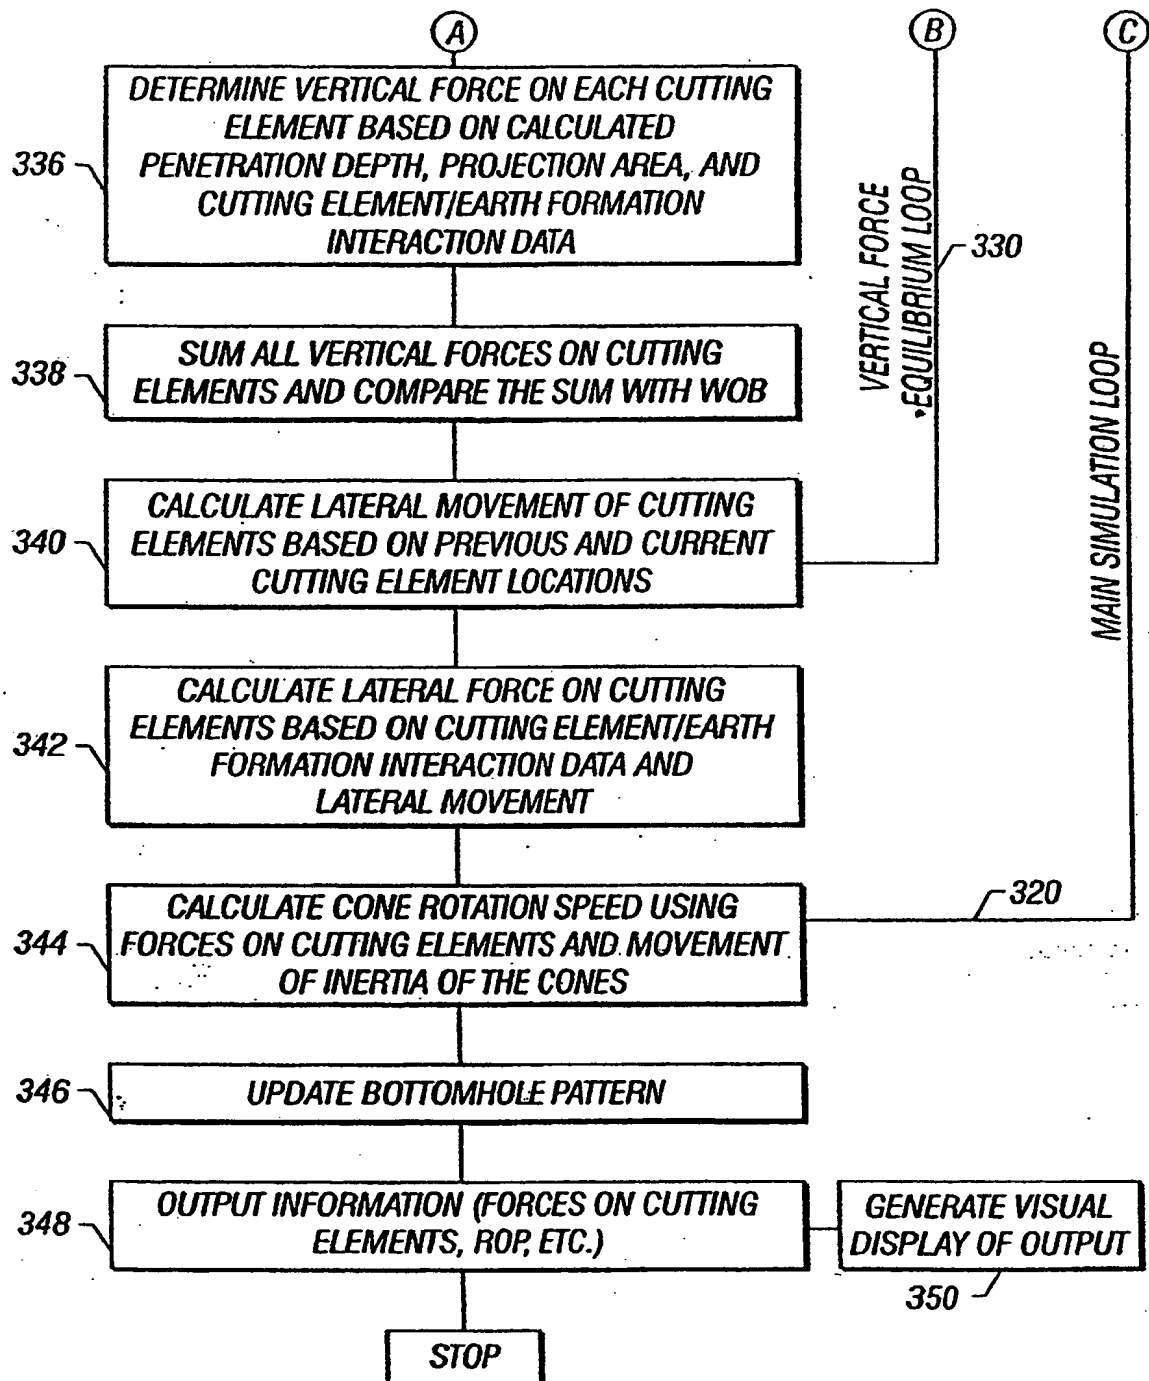 A
B
C
DETERMINE VERTICAL FORCE ON EACH CUTTING
ELEMENT BASED ON CALCULATED
PENETRATION DEPTH, PROJECTION AREA, AND
CUTTING ELEMENT/EARTH FORMATION
INTERACTION DATA
336
VERTICAL FORCE
EQUILIBRIUM LOOP
330
MAIN SIMULATION LOOP
SUM ALL VERTICAL FORCES ON CUTTING
ELEMENTS AND COMPARE THE SUM WITH WOB
338
CALCULATE LATERAL MOVEMENT OF CUTTING
ELEMENTS BASED ON PREVIOUS AND CURRENT
CUTTING ELEMENT LOCATIONS
340
CALCULATE LATERAL FORCE ON CUTTING
ELEMENTS BASED ON CUTTING ELEMENT/EARTH
FORMATION INTERACTION DATA AND
LATERAL MOVEMENT
342
CALCULATE CONE ROTATION SPEED USING
FORCES ON CUTTING ELEMENTS AND MOVEMENT
OF INERTIA OF THE CONES
344
320
UPDATE BOTTOMHOLE PATTERN
346
OUTPUT INFORMATION (FORCES ON CUTTING
ELEMENTS, ROP, ETC.)
348
GENERATE VISUAL
DISPLAY OF OUTPUT
350
STOP